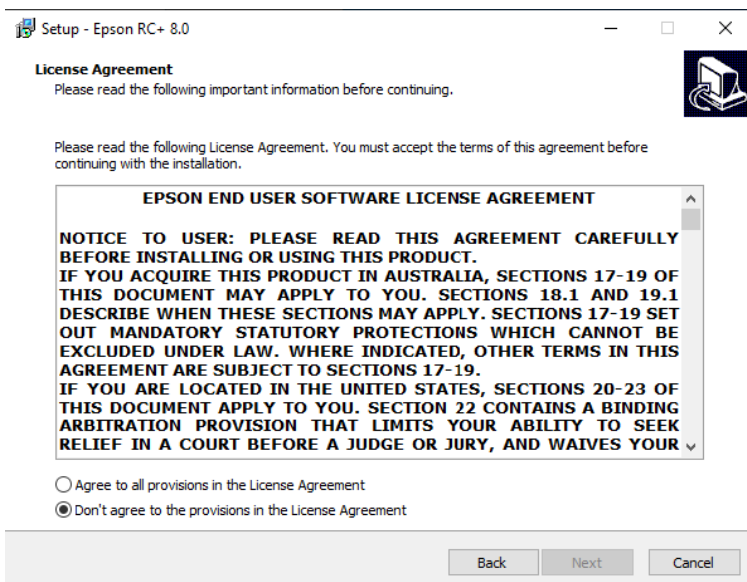 Setup - Epson RC+ 8.0
License Agreement
Please read the following important information before continuing.
Please read the following License Agreement. You must accept the terms of this agreement before
continuing with the installation.
EPSON END USER SOFTWARE LICENSE AGREEMENT
NOTICE TO USER: PLEASE READ THIS AGREEMENT CAREFULLY
BEFORE INSTALLING OR USING THIS PRODUCT.
IF YOU ACQUIRE THIS PRODUCT IN AUSTRALIA, SECTIONS 17-19 OF
THIS DOCUMENT MAY APPLY TO YOU. SECTIONS 18.1 AND 19.1
DESCRIBE WHEN THESE SECTIONS MAY APPLY. SECTIONS 17-19 SET
OUT MANDATORY STATUTORY PROTECTIONS WHICH CANNOT BE
EXCLUDED UNDER LAW. WHERE INDICATED, OTHER TERMS IN THIS
AGREEMENT ARE SUBJECT TO SECTIONS 17-19.
IF YOU ARE LOCATED IN THE UNITED STATES, SECTIONS 20-23 OF
THIS DOCUMENT APPLY TO YOU. SECTION 22 CONTAINS A BINDING
ARBITRATION PROVISION THAT LIMITS YOUR ABILITY TO SEEK
RELIEF IN A COURT BEFORE A JUDGE OR JURY, AND WAIVES YOUR
Agree to all provisions in the License Agreement
Don't agree to the provisions in the License Agreement
Back
Next
Cancel